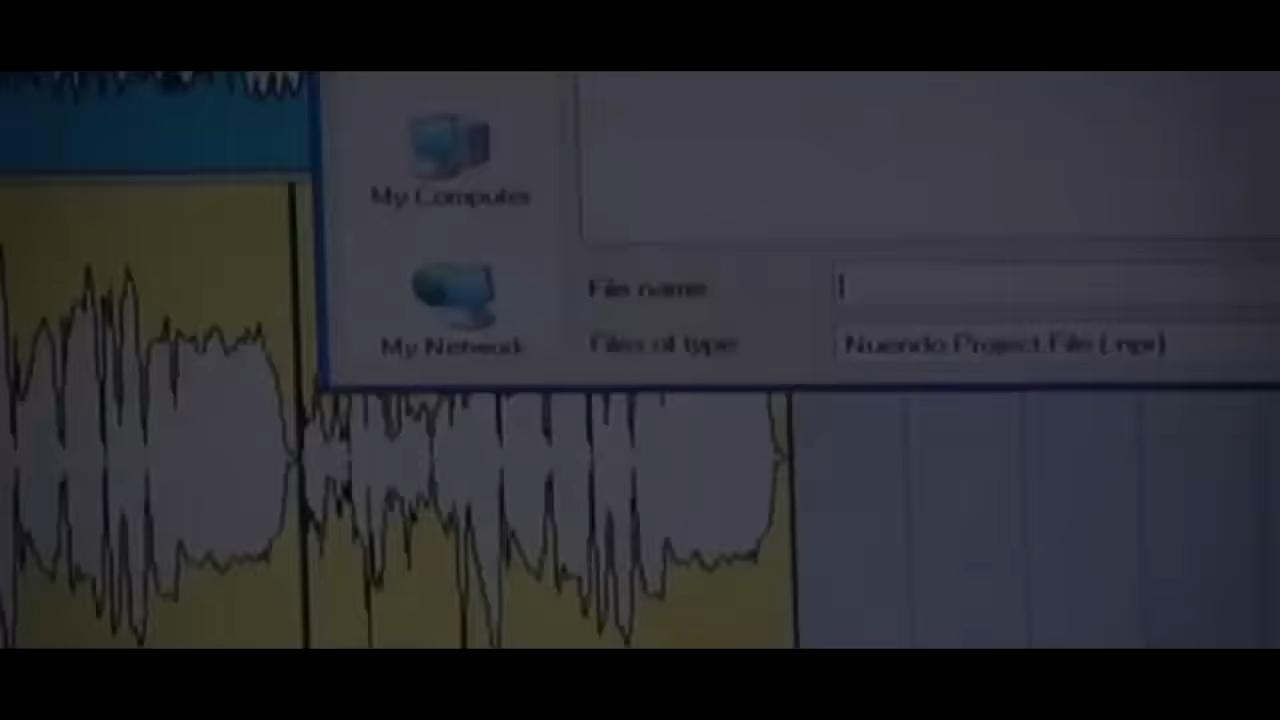 My Computer
My Network
File name
Files of type
Nuendo Project File (.npr)